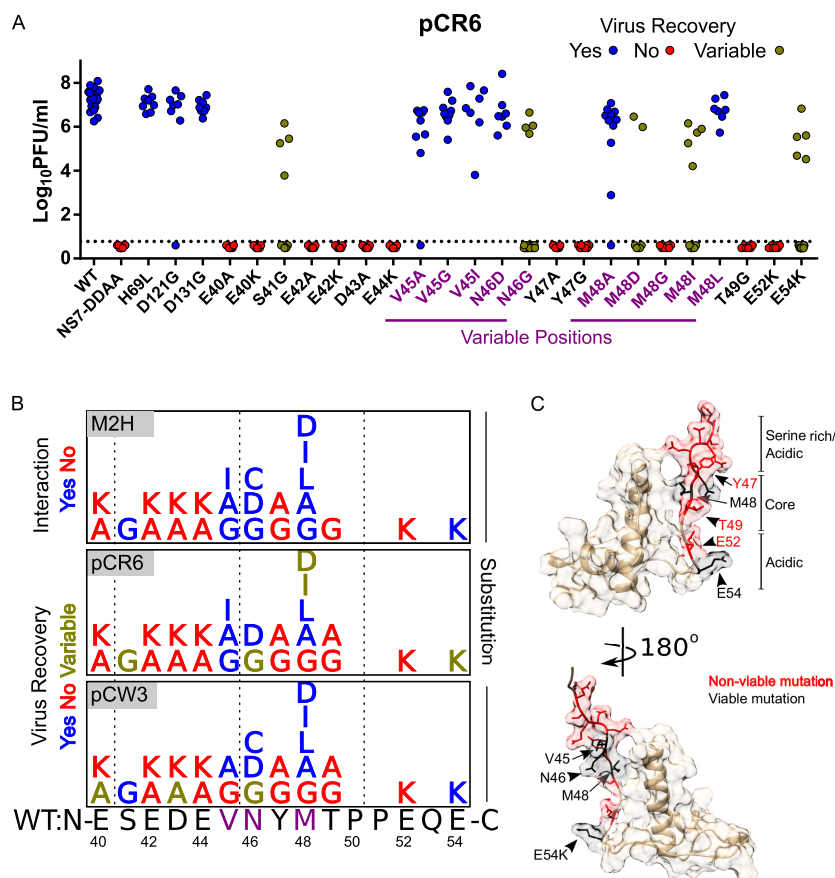 A
pCR6
Virus Recovery
Yes No Variable
Log10PFU/ml
8
6
4
2
0
WT
NS7-DDAA
H69L
D121G
D131G
E40A
E40K
S41G
E42A
E42K
D43A
E44K
V45A
V45G
V45I
N46D
N46G
Y47A
Y47G
M48A
M48D
M48G
M48I
M48L
T49G
E52K
E54K
Variable Positions
B
Interaction
Yes No
M2H
D
I
I C L
K K K K A D A A
A G A A A G G G G G K K
Virus Recovery
Yes No Variable
pCR6
D
I
I L
K K K K A D A A A
A G A A A G G G G G K K
pCW3
D
I
C L
K K K K A D A A A
A G A A A G G G G G K K
Substitution
WT:N-E S E D E V N Y M T P P E Q E-C
40 42 44 46 48 50 52 54
C
Serine rich/
Acidic
Core
Acidic
Y47
M48
T49
E52
E54
180°
Non-viable mutation
Viable mutation
V45
N46
M48
E54K